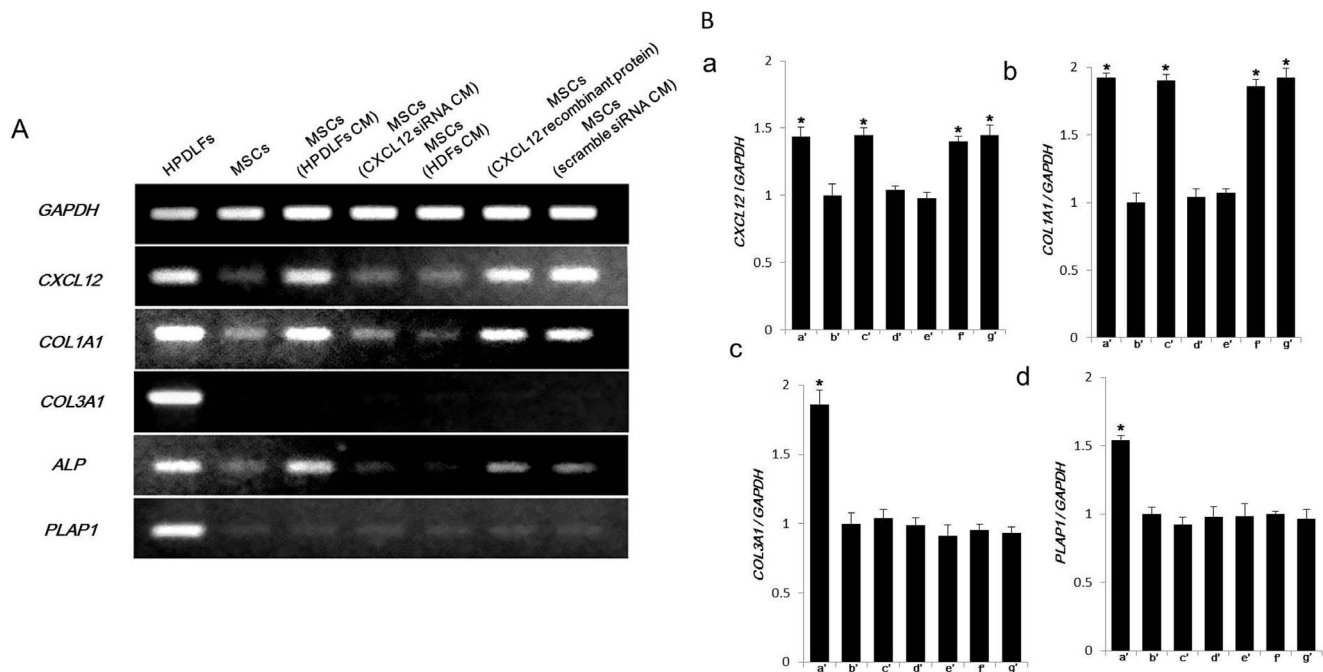 A
HPDLFs
MSCs
MSCs
(HPDLFs CM)
MSCs
(CXCL12 siRNA CM)
MSCs
(HDFs CM)
MSCs
(CXCL12 recombinant protein)
MSCs
(scramble siRNA CM)
GAPDH
CXCL12
COL1A1
COL3A1
ALP
PLAP1
B
a
CXCL12 / GAPDH
2
1.5
1
0.5
0
* * * *
a' b' c' d' e' f' g'
b
COL1A1 / GAPDH
2
1.5
1
0.5
0
* * * *
a' b' c' d' e' f' g'
c
COL3A1 / GAPDH
2
1.5
1
0.5
0
*
a' b' c' d' e' f' g'
d
PLAP1 / GAPDH
2
1.5
1
0.5
0
*
a' b' c' d' e' f' g'